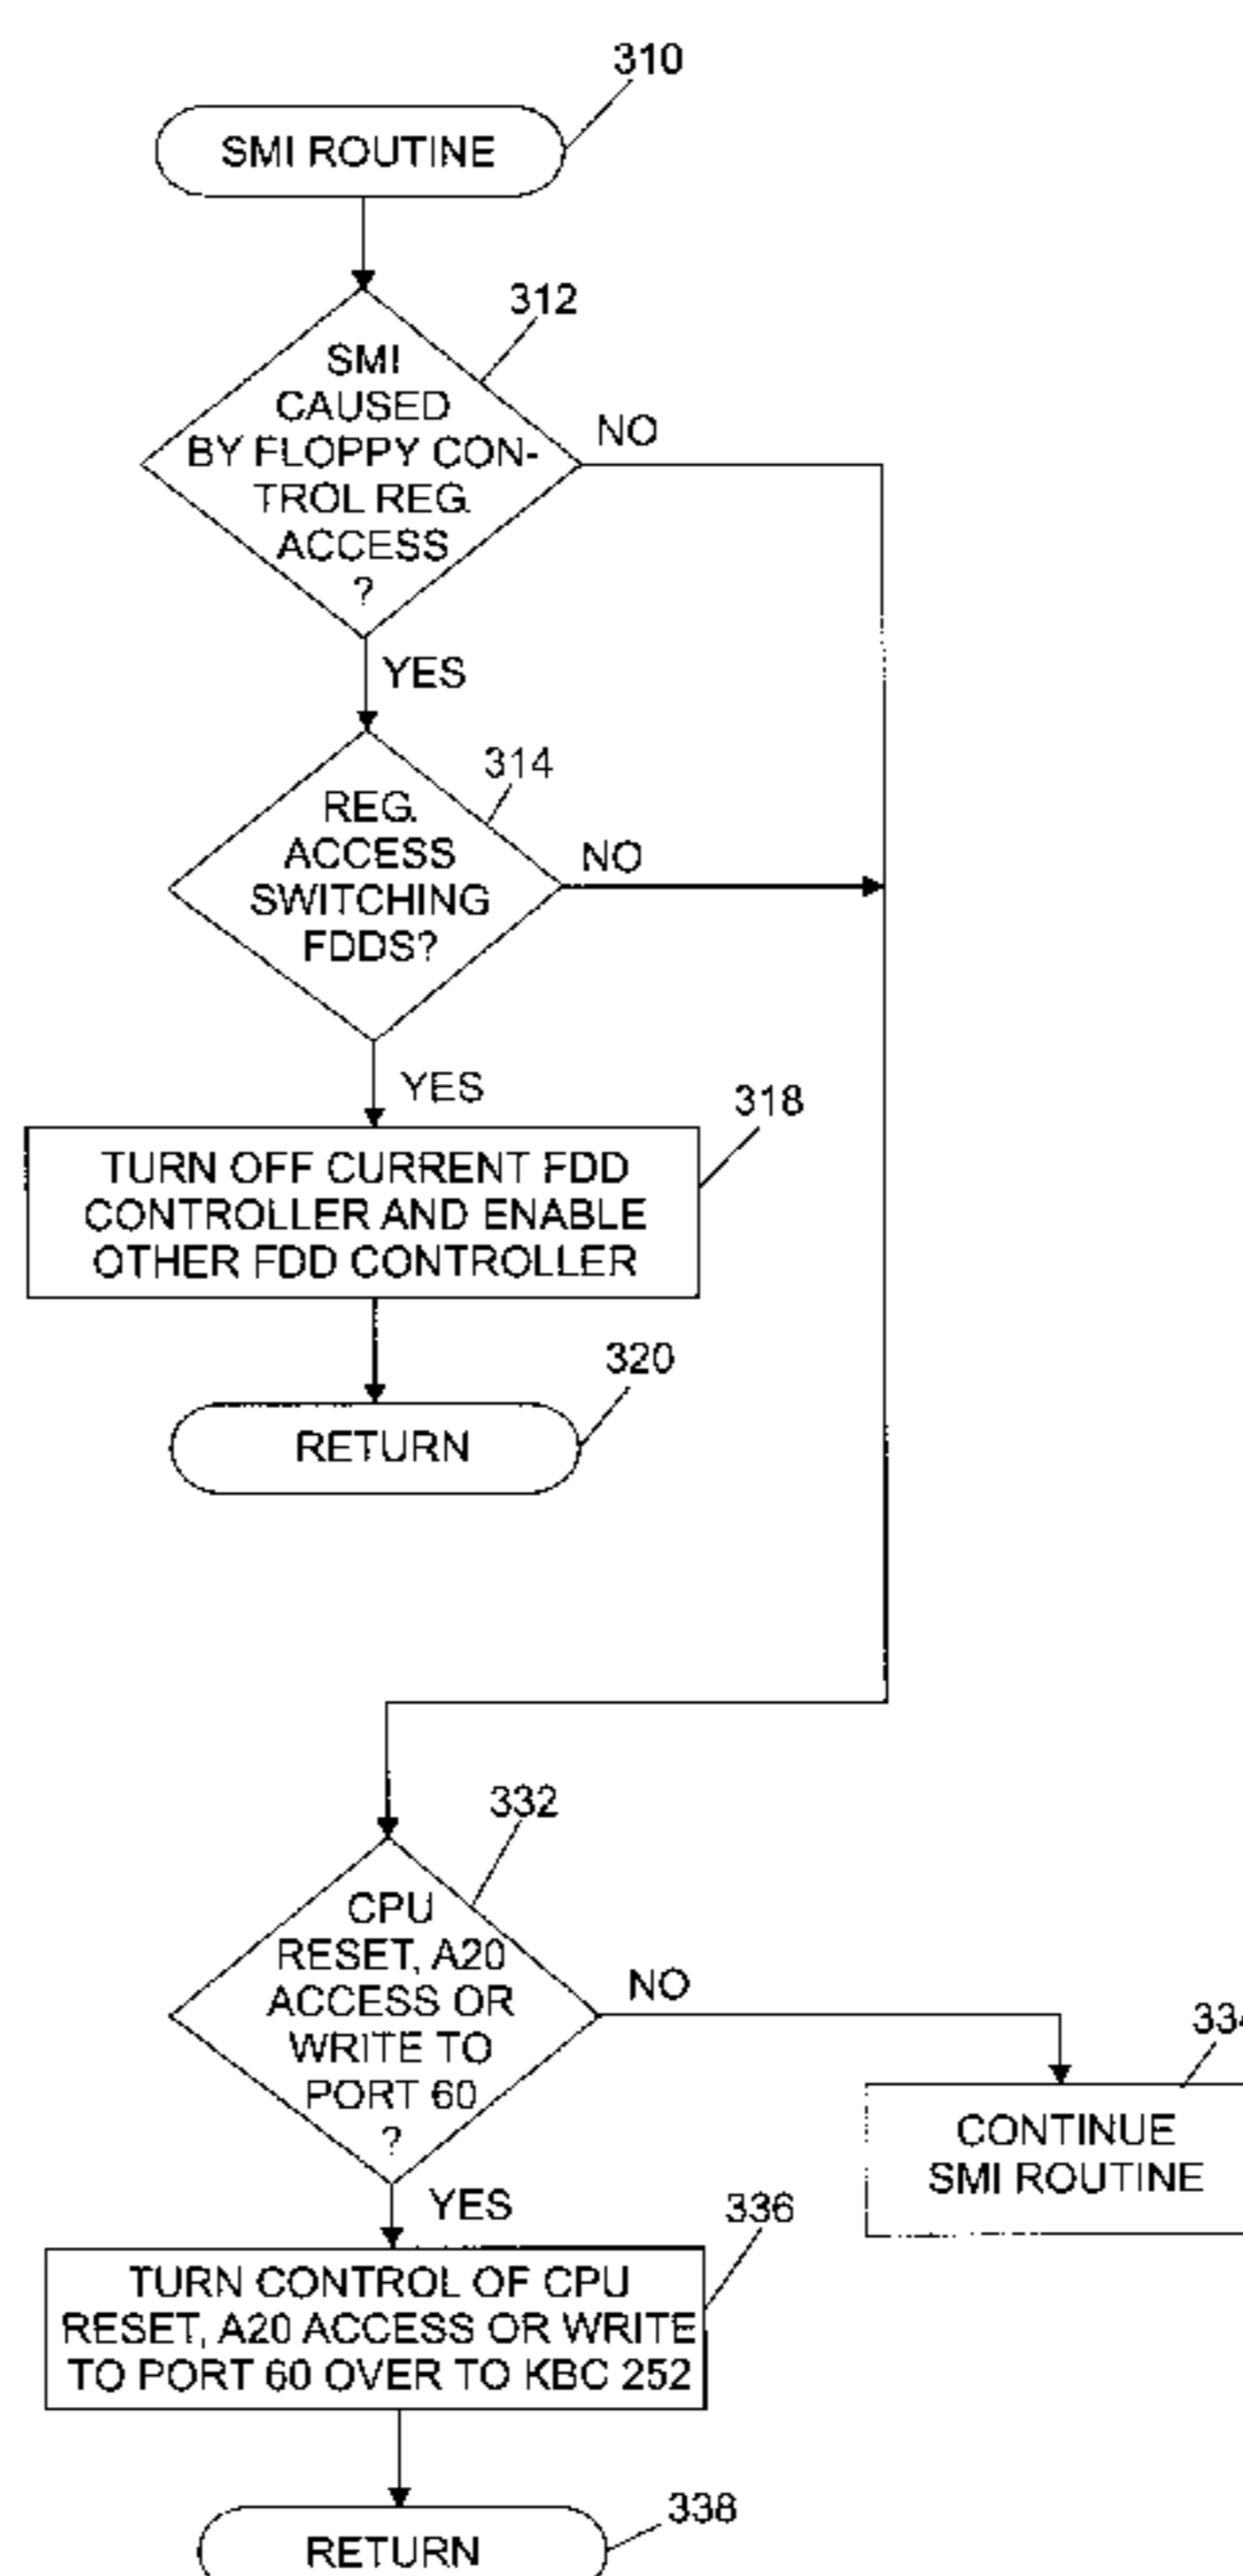 310
SMI ROUTINE
312
SMI
CAUSED
BY FLOPPY CON-
TROL REG.
ACCESS
?
NO
YES
314
REG.
ACCESS
SWITCHING
FDDS?
NO
YES
318
TURN OFF CURRENT FDD
CONTROLLER AND ENABLE
OTHER FDD CONTROLLER
320
RETURN
332
CPU
RESET, A20
ACCESS OR
WRITE TO
PORT 60
?
NO
334
CONTINUE
SMI ROUTINE
YES
336
TURN CONTROL OF CPU
RESET, A20 ACCESS OR WRITE
TO PORT 60 OVER TO KBC 252
338
RETURN